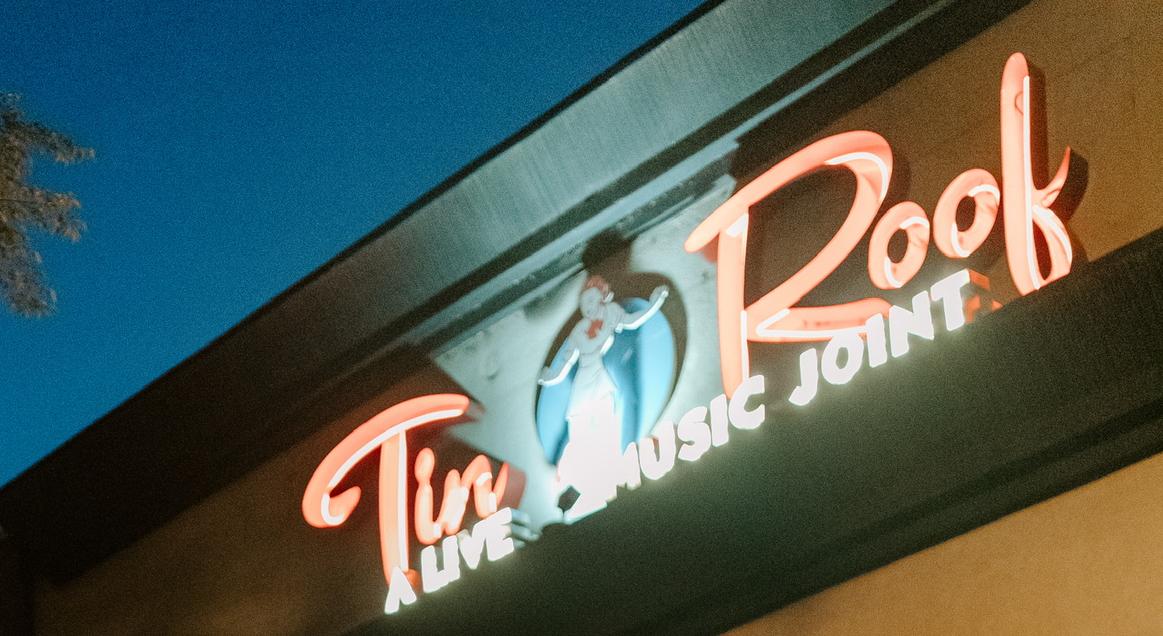 Tin Roof
A LIVE MUSIC JOINT